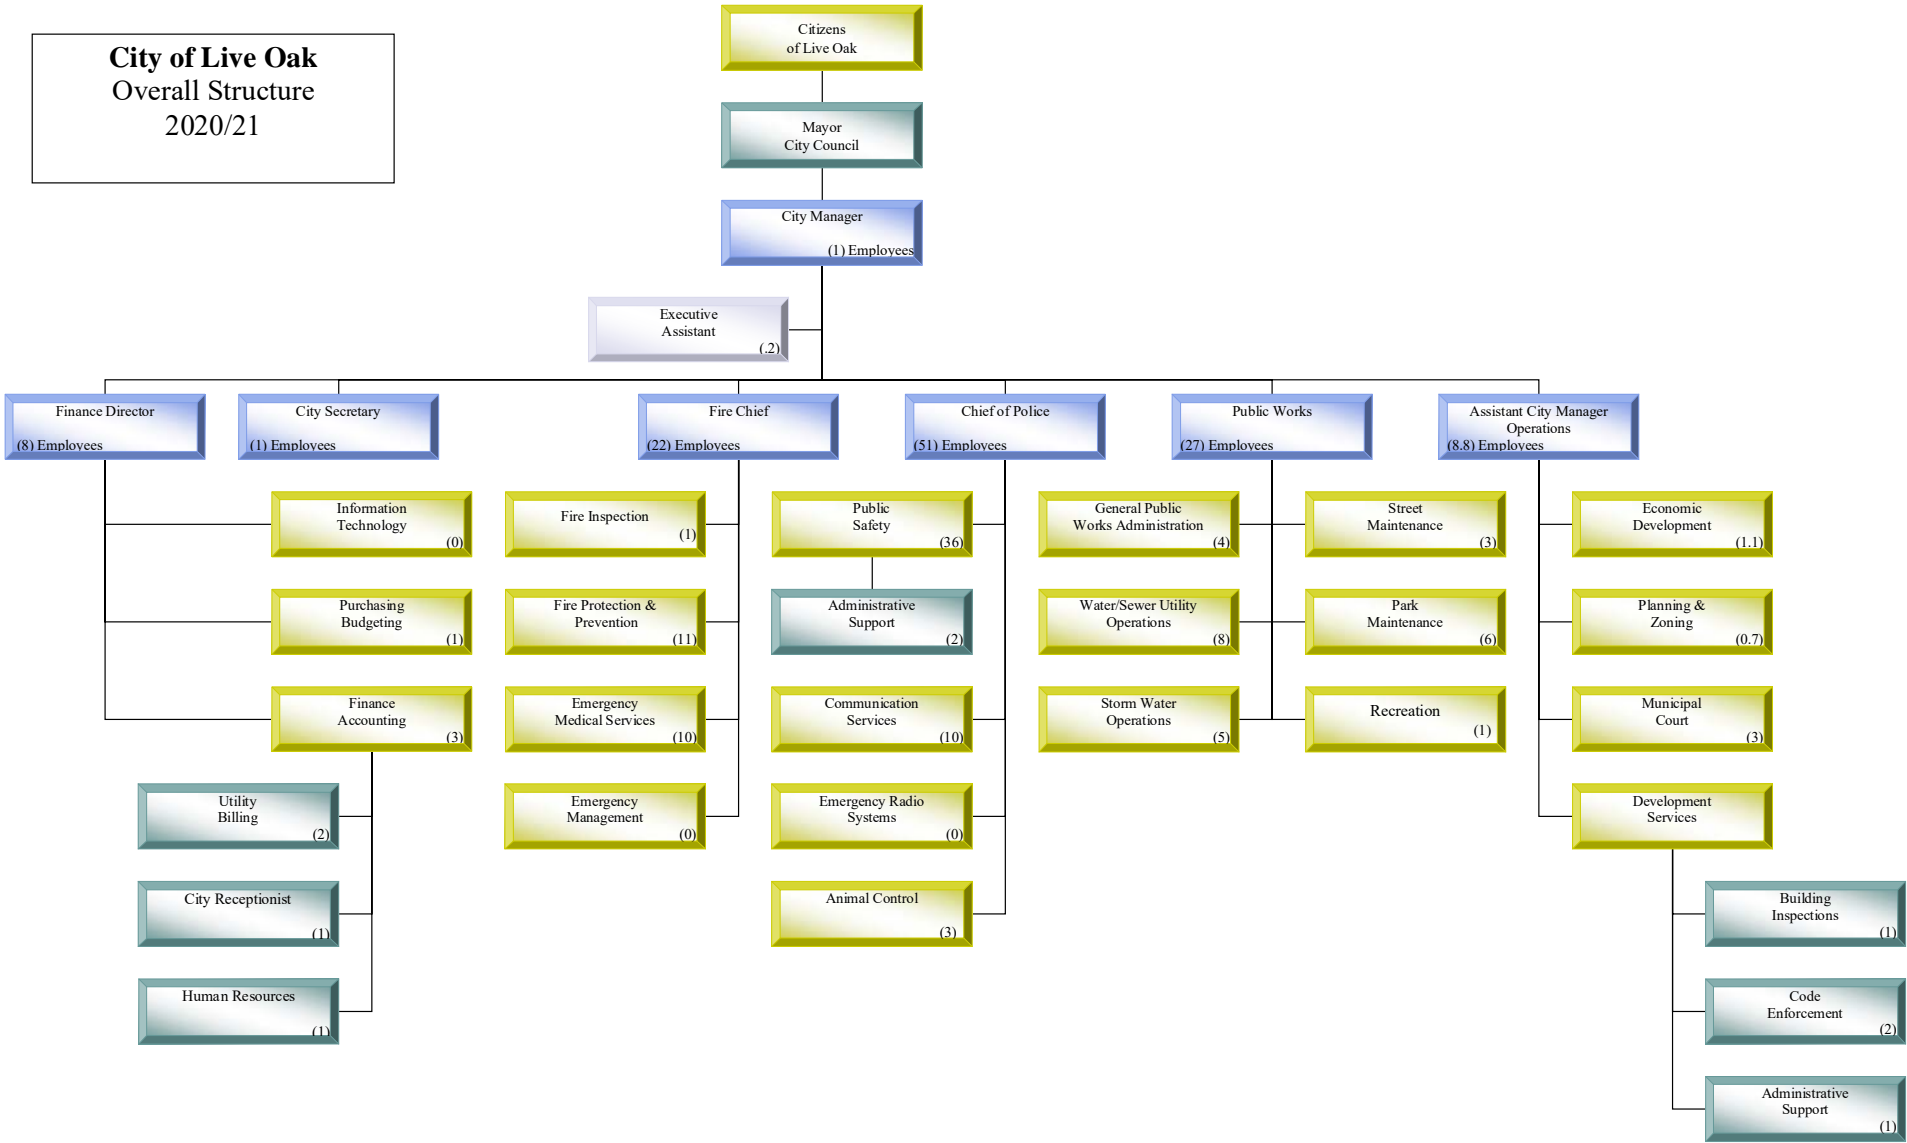 City of Live Oak
Overall Structure
2020/21
Citizens
of Live Oak
Mayor
City Council
City Manager
(1) Employees
Executive
Assistant
(.2)
Finance Director
(8) Employees
City Secretary
(1) Employees
Fire Chief
(22) Employees
Chief of Police
(51) Employees
Public Works
(27) Employees
Assistant City Manager
Operations
(8.8) Employees
Information
Technology
(0)
Fire Inspection
(1)
Public
Safety
(36)
General Public
Works Administration
(4)
Street
Maintenance
(3)
Economic
Development
(1.1)
Purchasing
Budgeting
(1)
Fire Protection &
Prevention
(11)
Administrative
Support
(2)
Water/Sewer Utility
Operations
(8)
Park
Maintenance
(6)
Planning &
Zoning
(0.7)
Finance
Accounting
(3)
Emergency
Medical Services
(10)
Communication
Services
(10)
Storm Water
Operations
(5)
Recreation
(1)
Municipal
Court
(3)
Utility
Billing
(2)
Emergency
Management
(0)
Emergency Radio
Systems
(0)
Development
Services
City Receptionist
(1)
Animal Control
(3)
Building
Inspections
(1)
Human Resources
(1)
Code
Enforcement
(2)
Administrative
Support
(1)